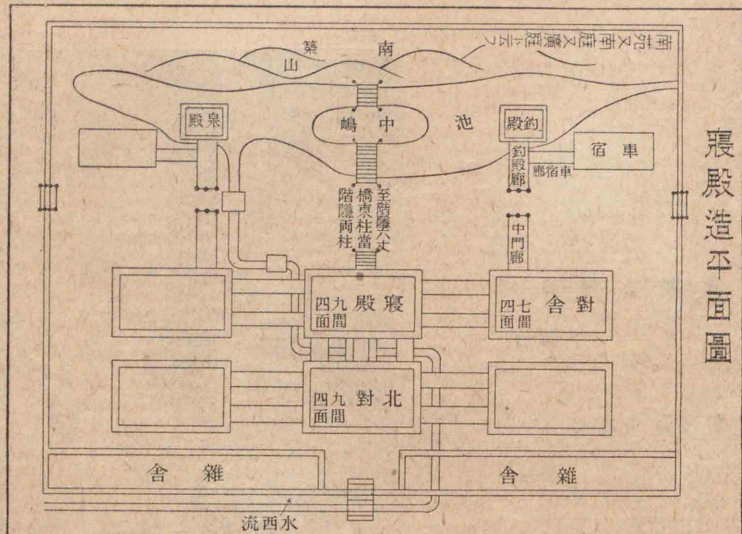 寢殿造平面圖
南
築山
南苑又南庭又廣庭ト云フ
泉殿
中嶋
池
釣殿
車宿
車宿廊
釣殿廊
中門廊
至階隱六丈
橋東柱當
階隱両柱
對舍
七間
四面
寢殿
九間
四面
北對
九間
四面
雜舍
雜舍
水西流